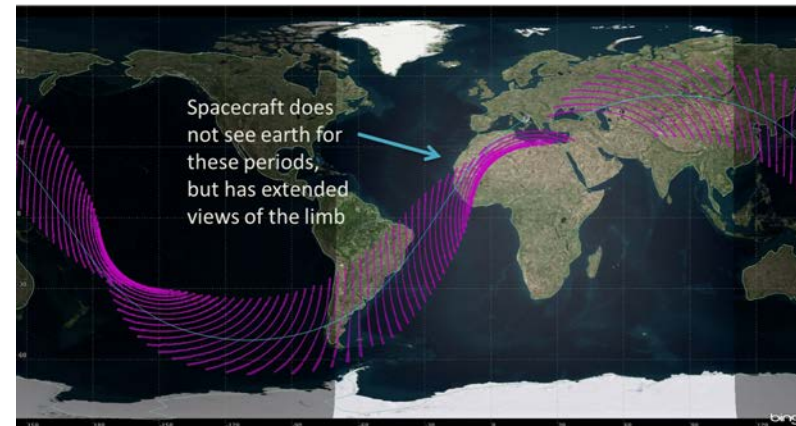 Spacecraft does
not see earth for
these periods,
but has extended
views of the limb
bing